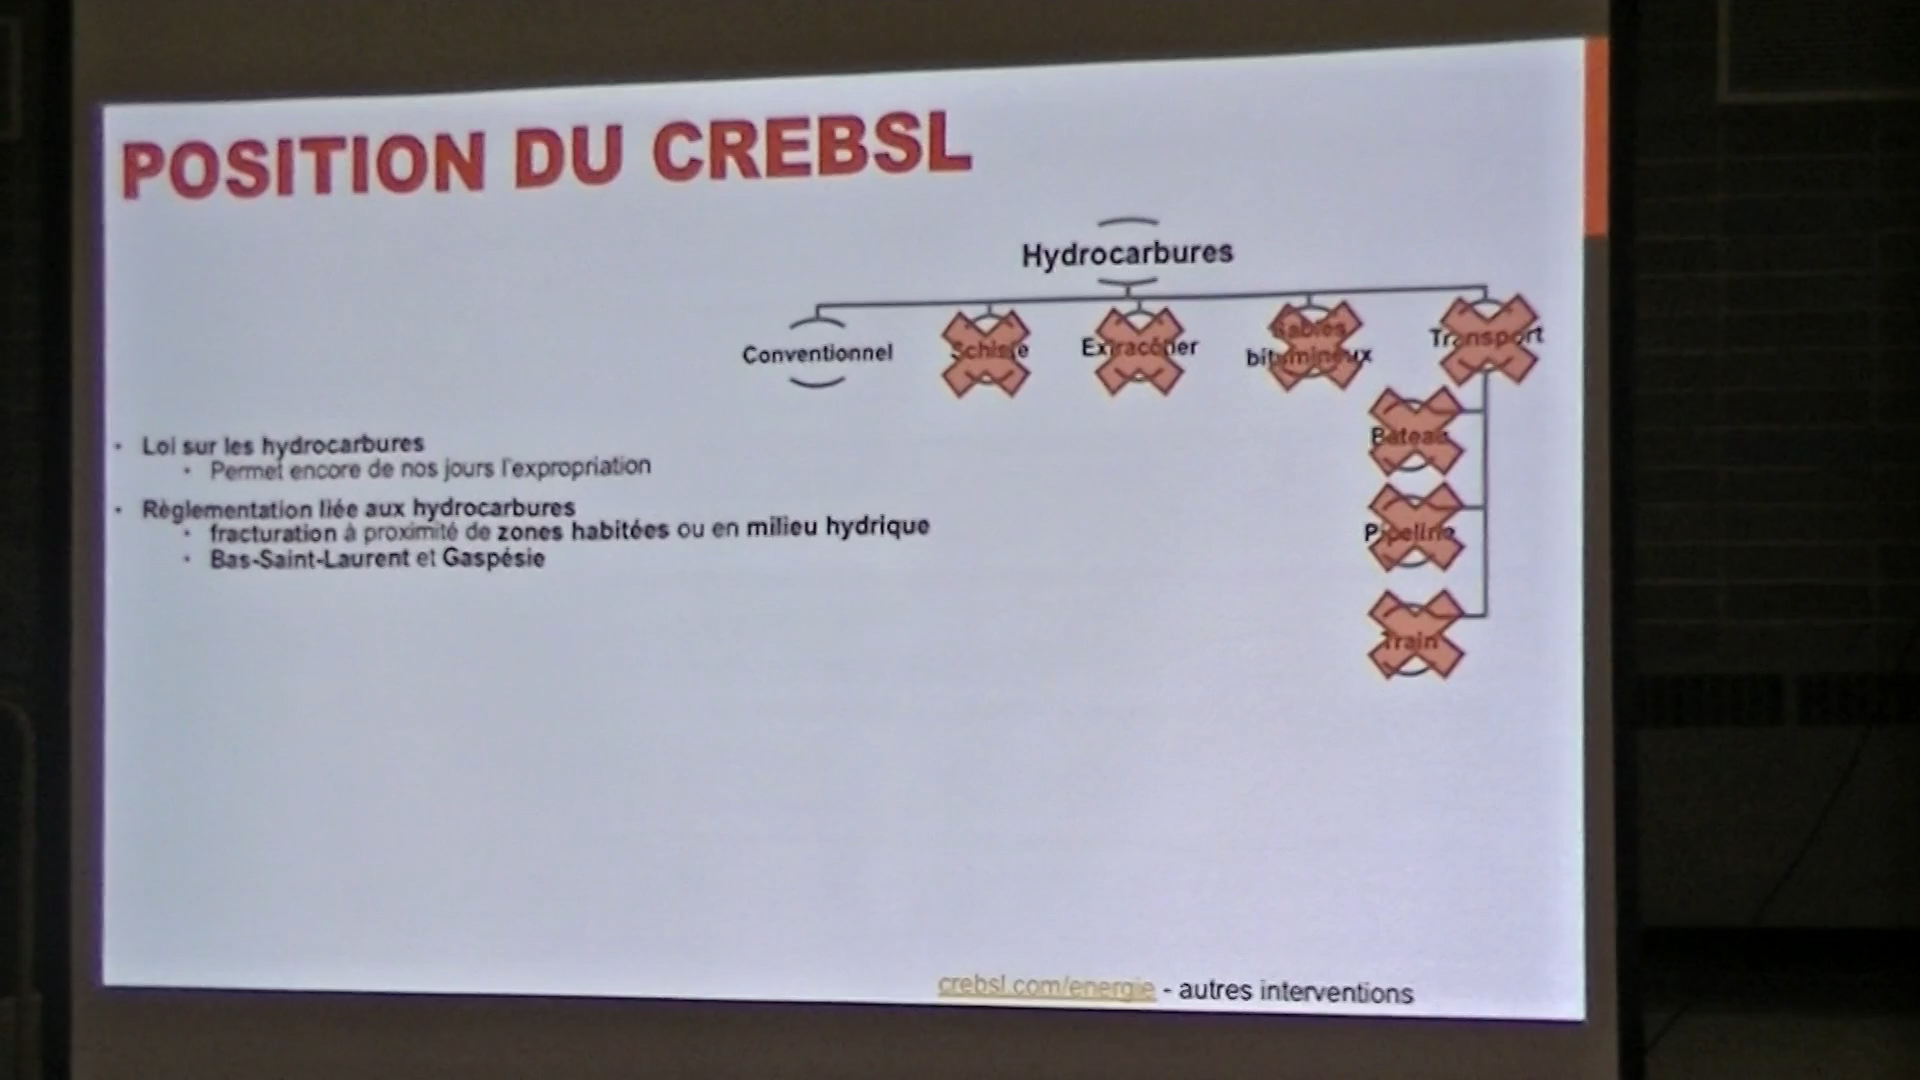 POSITION DU CREBSL
Hydrocarbures
Conventionnel
Schiste
Extracôtier
Sables
bitumineux
Transport
Bateau
Pipeline
Train
• Loi sur les hydrocarbures
• Permet encore de nos jours l'expropriation
• Règlementation liée aux hydrocarbures
• fracturation à proximité de zones habitées ou en milieu hydrique
• Bas-Saint-Laurent et Gaspésie
crebsl.com/energie - autres interventions